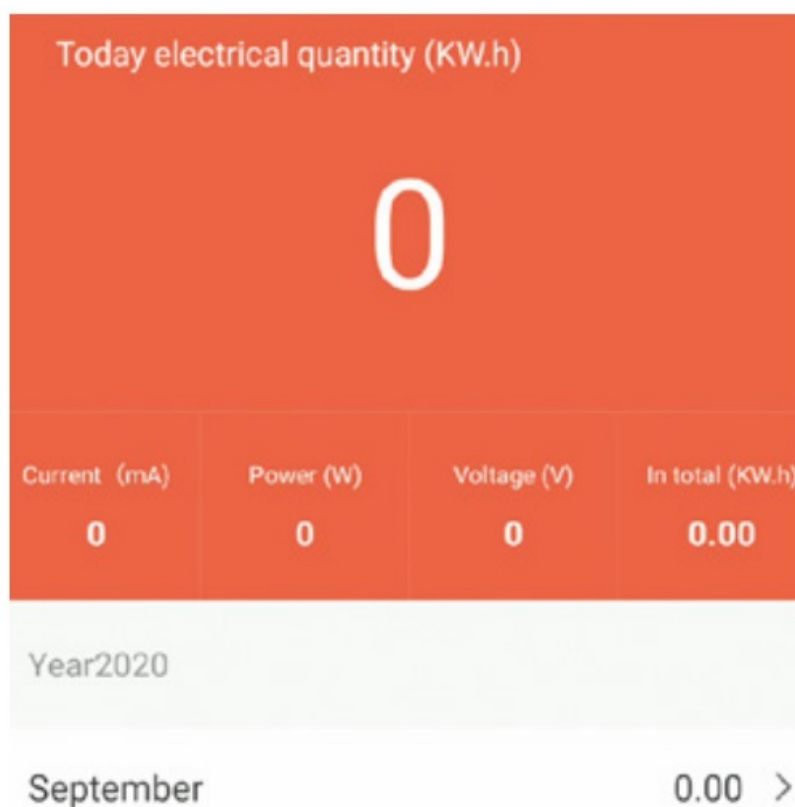 Today electrical quantity (KW.h)
0
Current (mA) Power (W) Voltage (V) In total (KW.h)
0 0 0 0.00
Year2020
September 0.00 >